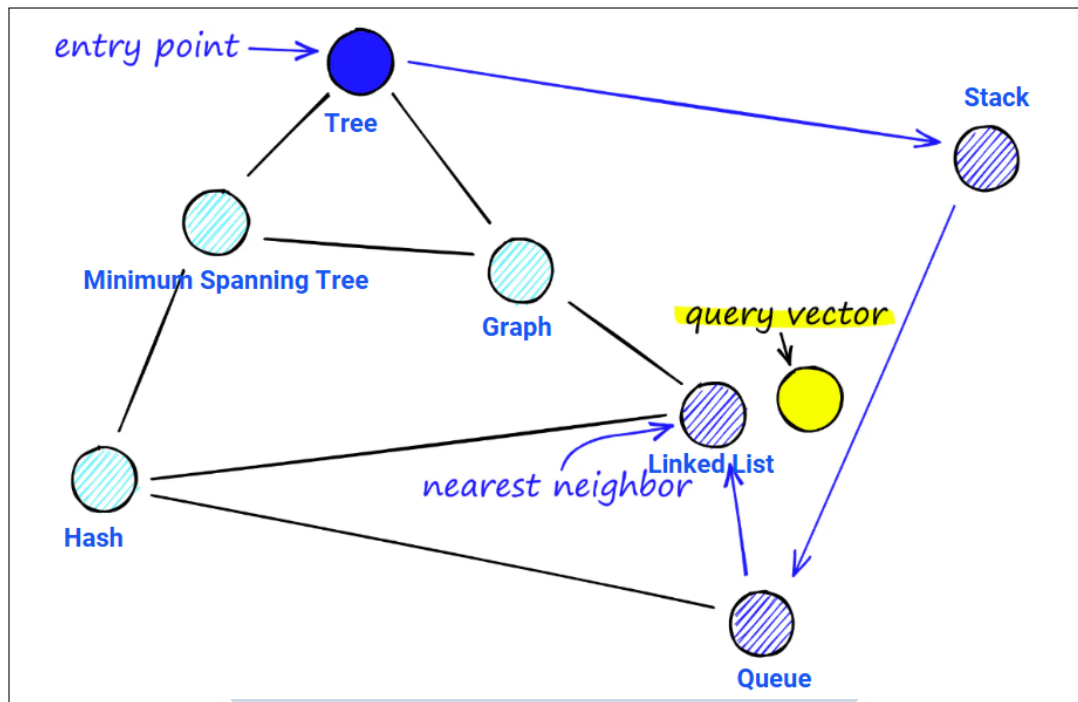 entry point
Tree
Stack
Minimum Spanning Tree
Graph
query vector
Linked List
nearest neighbor
Hash
Queue